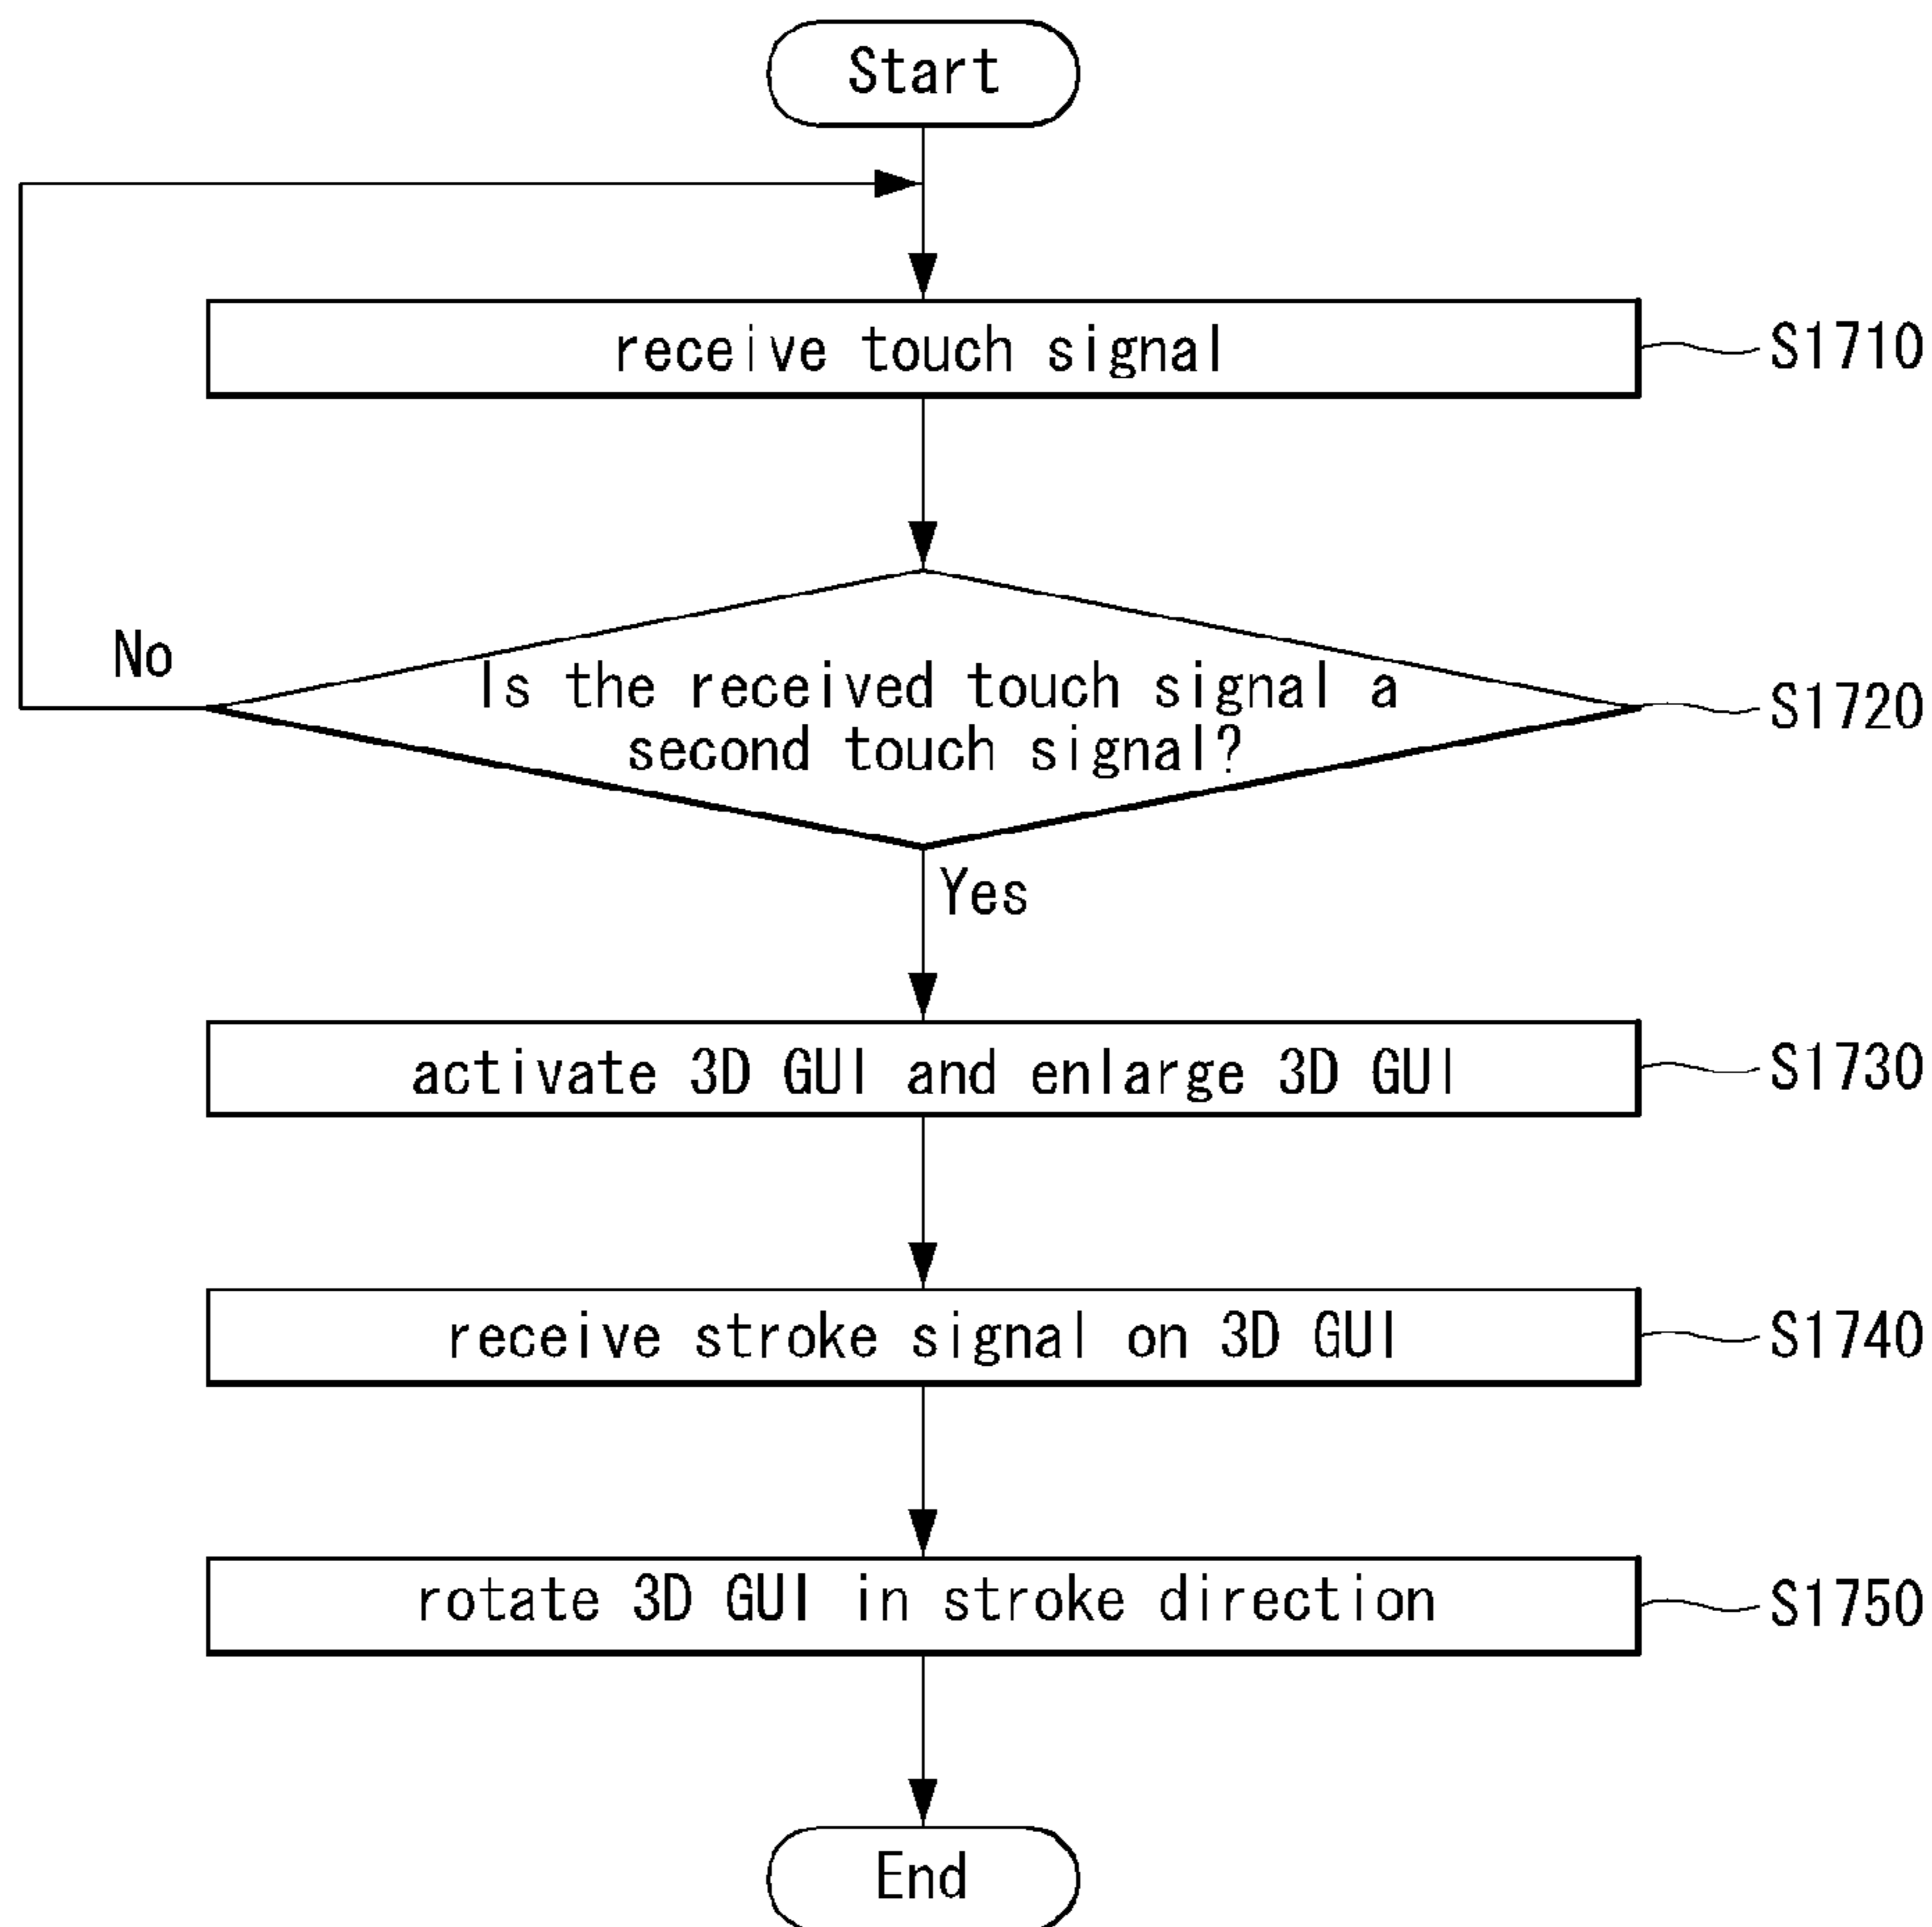 Start
receive touch signal
S1710
No
Is the received touch signal a
second touch signal?
S1720
Yes
activate 3D GUI and enlarge 3D GUI
S1730
receive stroke signal on 3D GUI
S1740
rotate 3D GUI in stroke direction
S1750
End